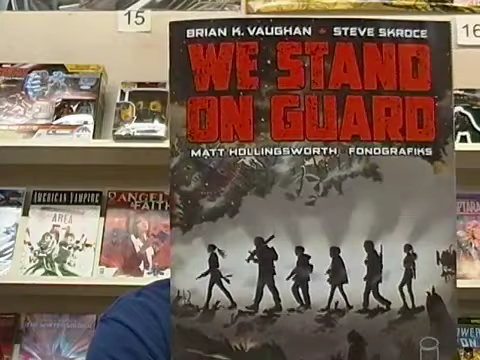 15
16
BRIAN K. VAUGHAN ★ STEVE SKROCE
WE STAND
ON GUARD
MATT HOLLINGSWORTH FONOGRAFIKS
AMERICAN VAMPIRE
ANGEL
FAITH